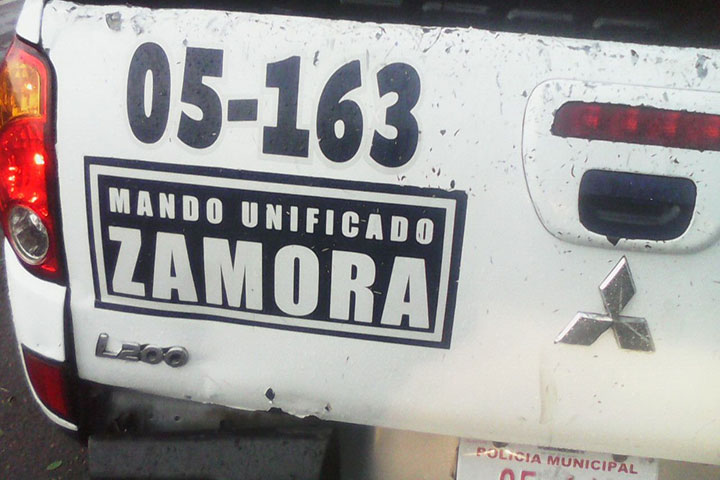 05-163
MANDO UNIFICADO
ZAMORA
L200
POLICIA MUNICIPAL